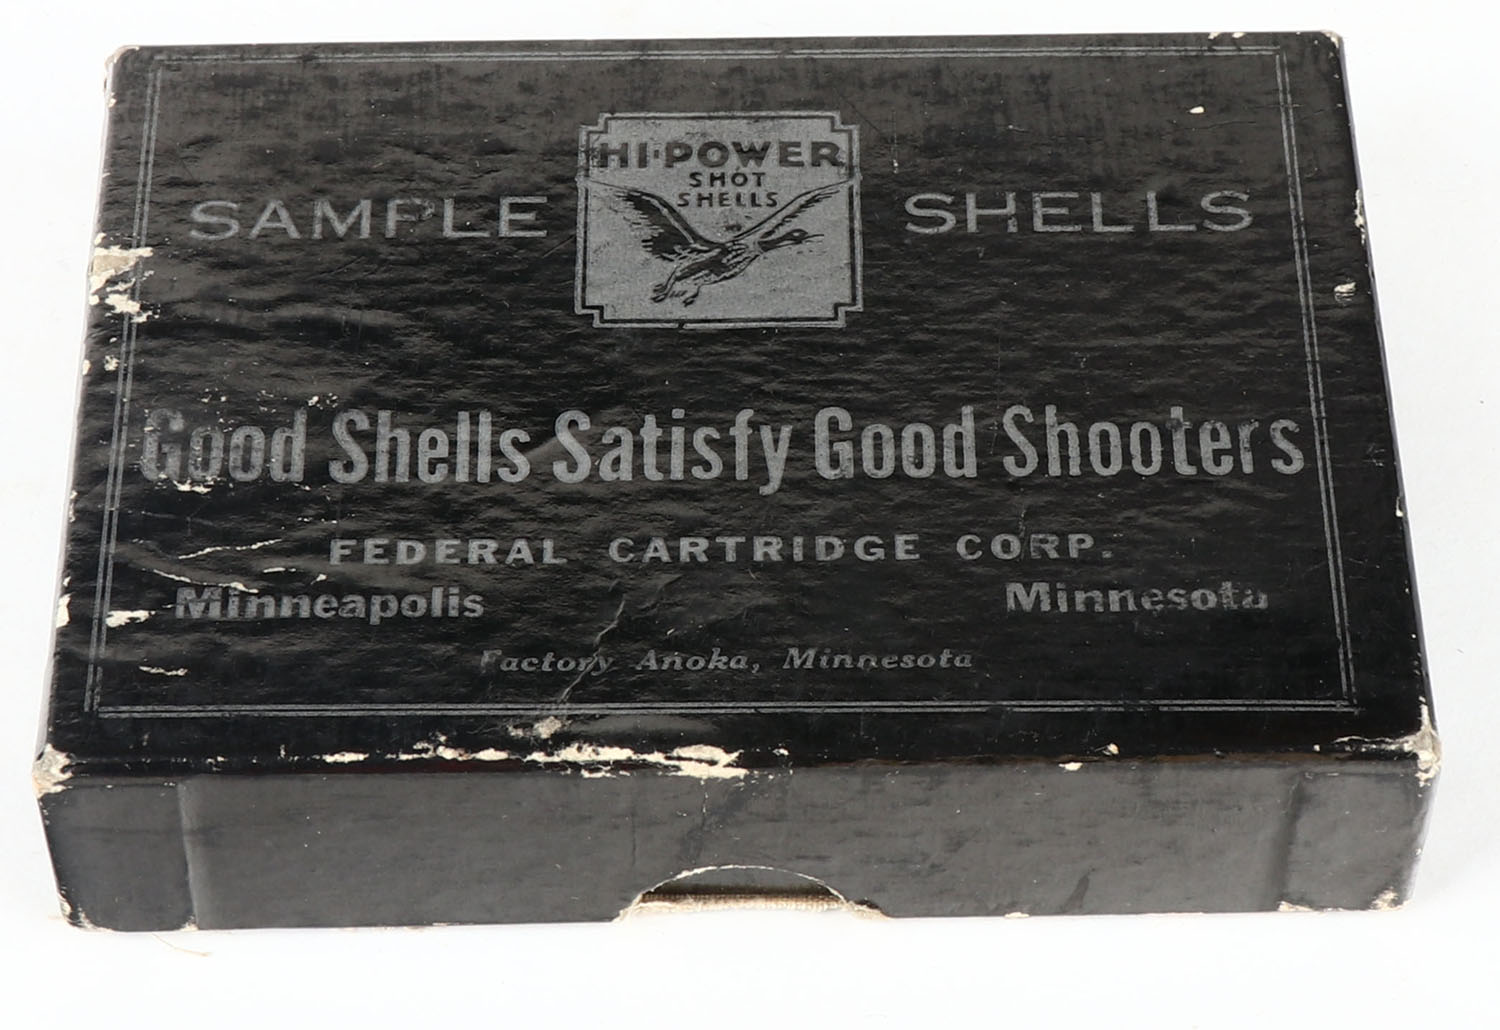 HI-POWER
SHOT
SHELLS
SAMPLE SHELLS
Good Shells Satisfy Good Shooters
FEDERAL CARTRIDGE CORP.
Minneapolis Minnesota
Factory Anoka, Minnesota